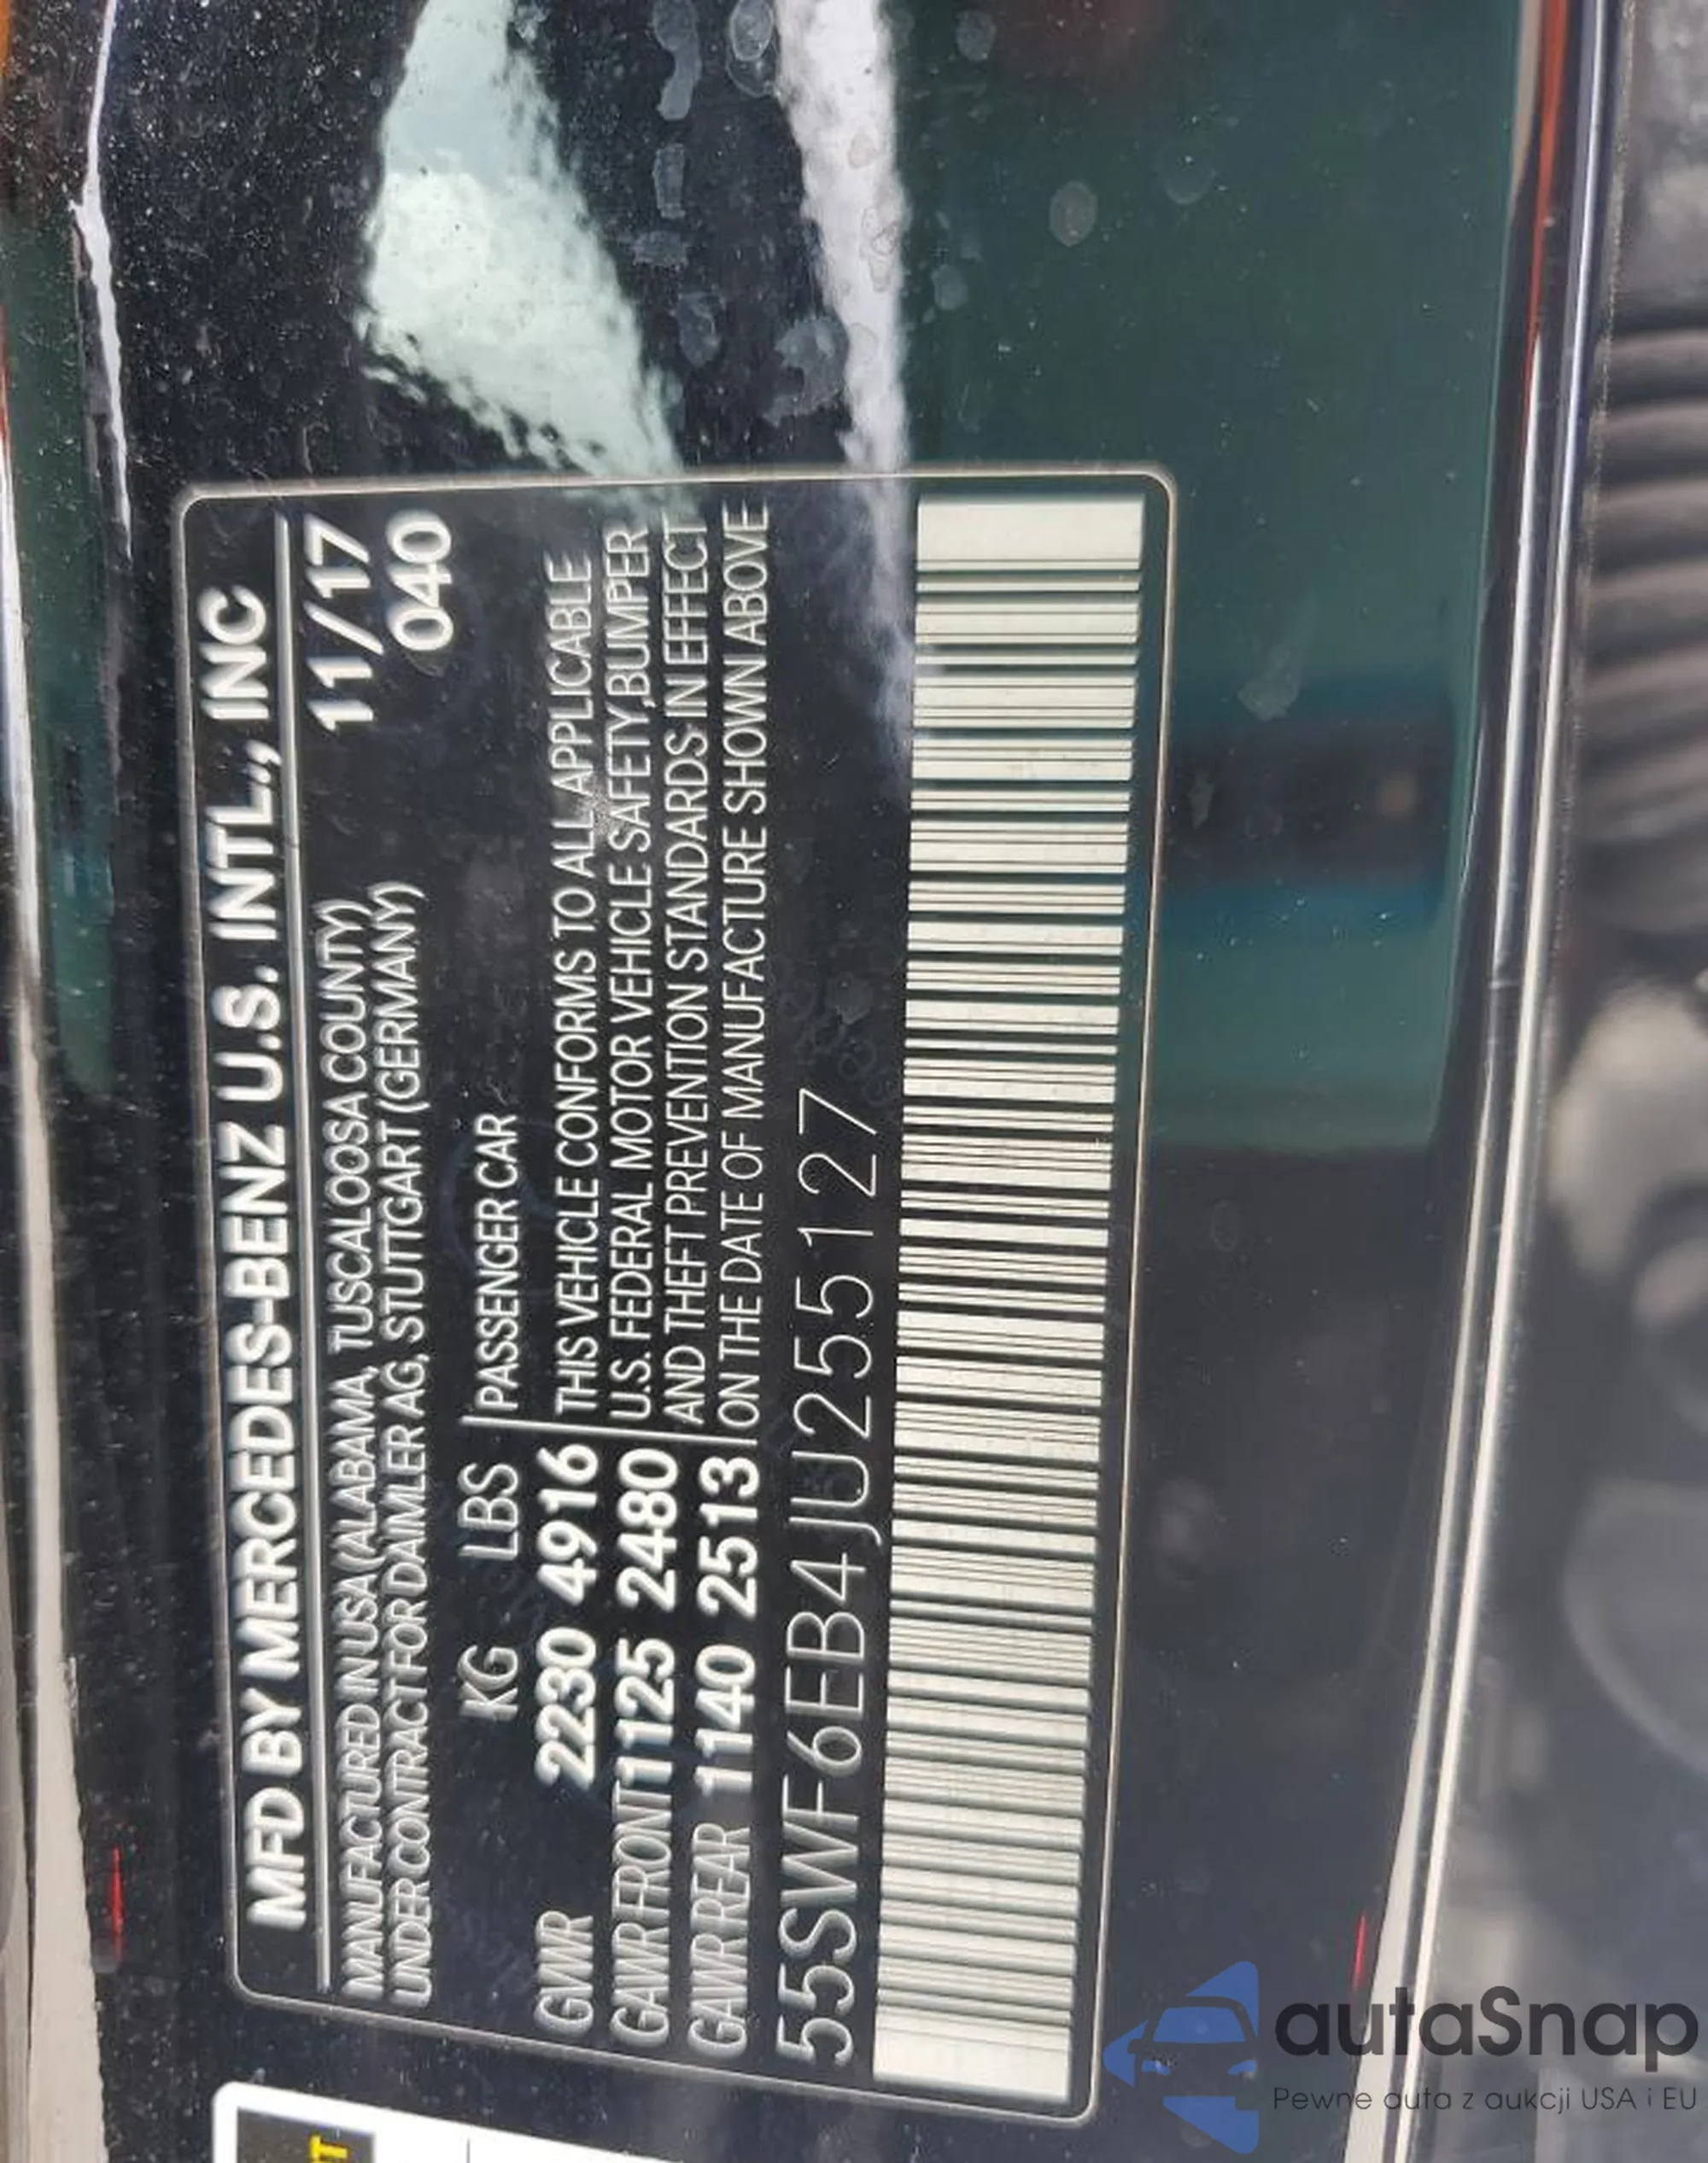 MFD BY MERCEDES-BENZ U.S. INTL., INC
11/17
MANUFACTURED IN USA (ALABAMA, TUSCALOOSA COUNTY)
040
UNDER CONTRACT FOR DAIMLER AG, STUTTGART (GERMANY)
KG LBS PASSENGER CAR
GWR 2230 4916 THIS VEHICLE CONFORMS TO ALL APPLICABLE
GAWR FRONT 1125 2480 U.S. FEDERAL MOTOR VEHICLE SAFETY, BUMPER
GAWR REAR 1140 2513 AND THEFT PREVENTION STANDARDS IN EFFECT
ON THE DATE OF MANUFACTURE SHOWN ABOVE
55SWF6EB4JU255127
autaSnap
Pewne auta z aukcji USA i EU